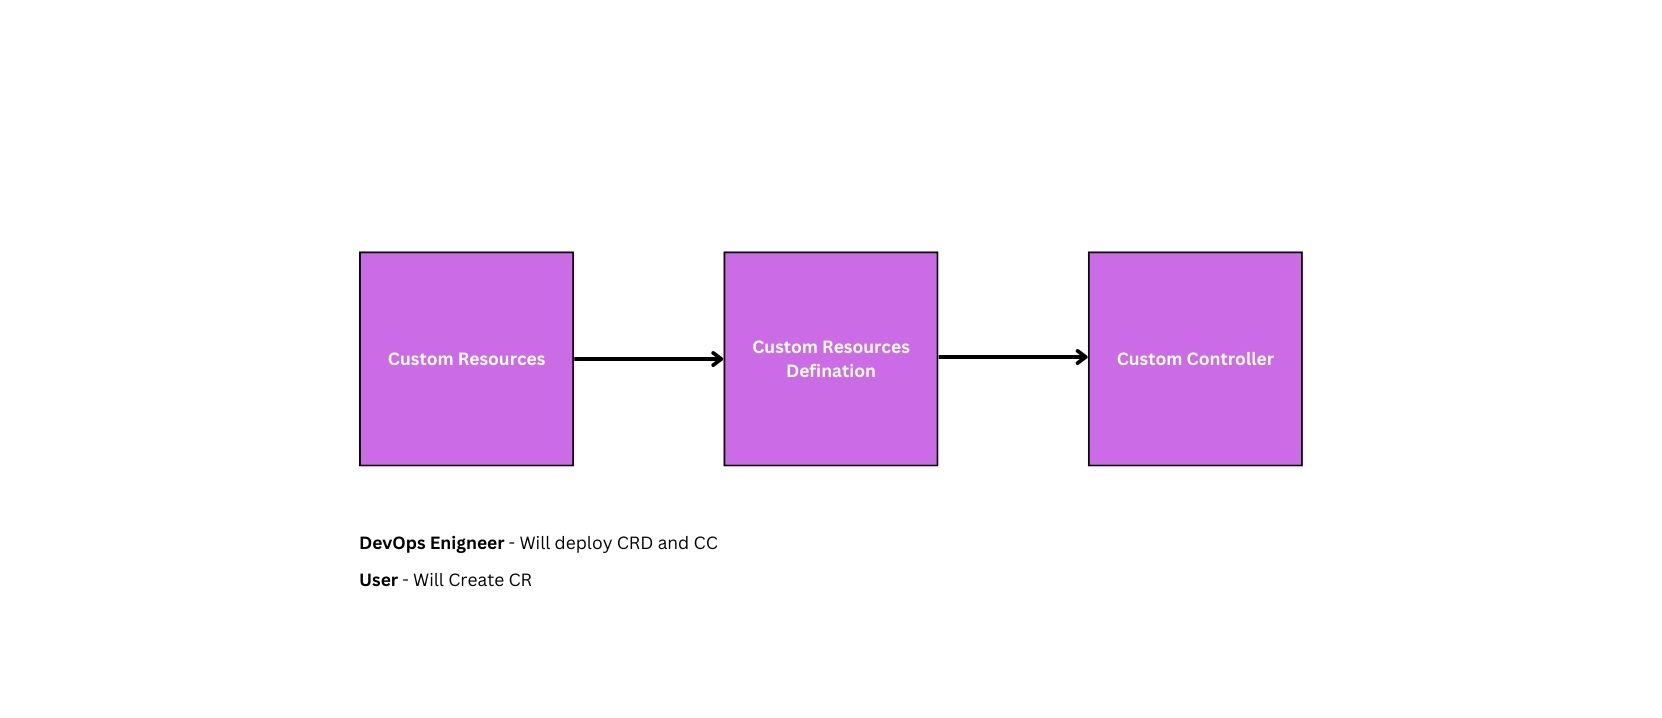 Custom Resources
Custom Resources
Defination
Custom Controller
DevOps Enigneer - Will deploy CRD and CC
User - Will Create CR